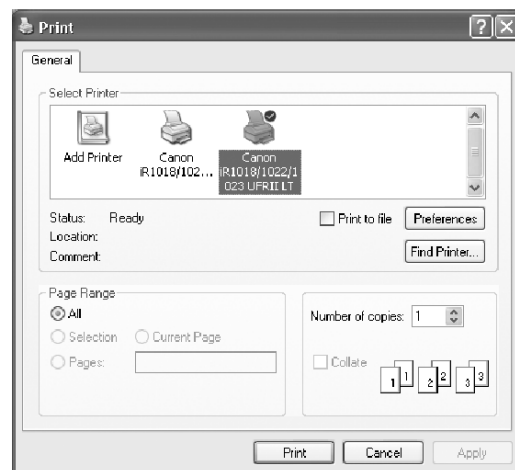 Print
General
Select Printer
Add Printer
Canon
iR1018/102...
Canon
iR1018/1022/1
023 UFRII LT
Status: Ready
Location:
Comment:
Print to file
Preferences
Find Printer...
Page Range
All
Selection
Current Page
Pages:
Number of copies: 1
Collate
1 1 2 2 3 3
Print
Cancel
Apply